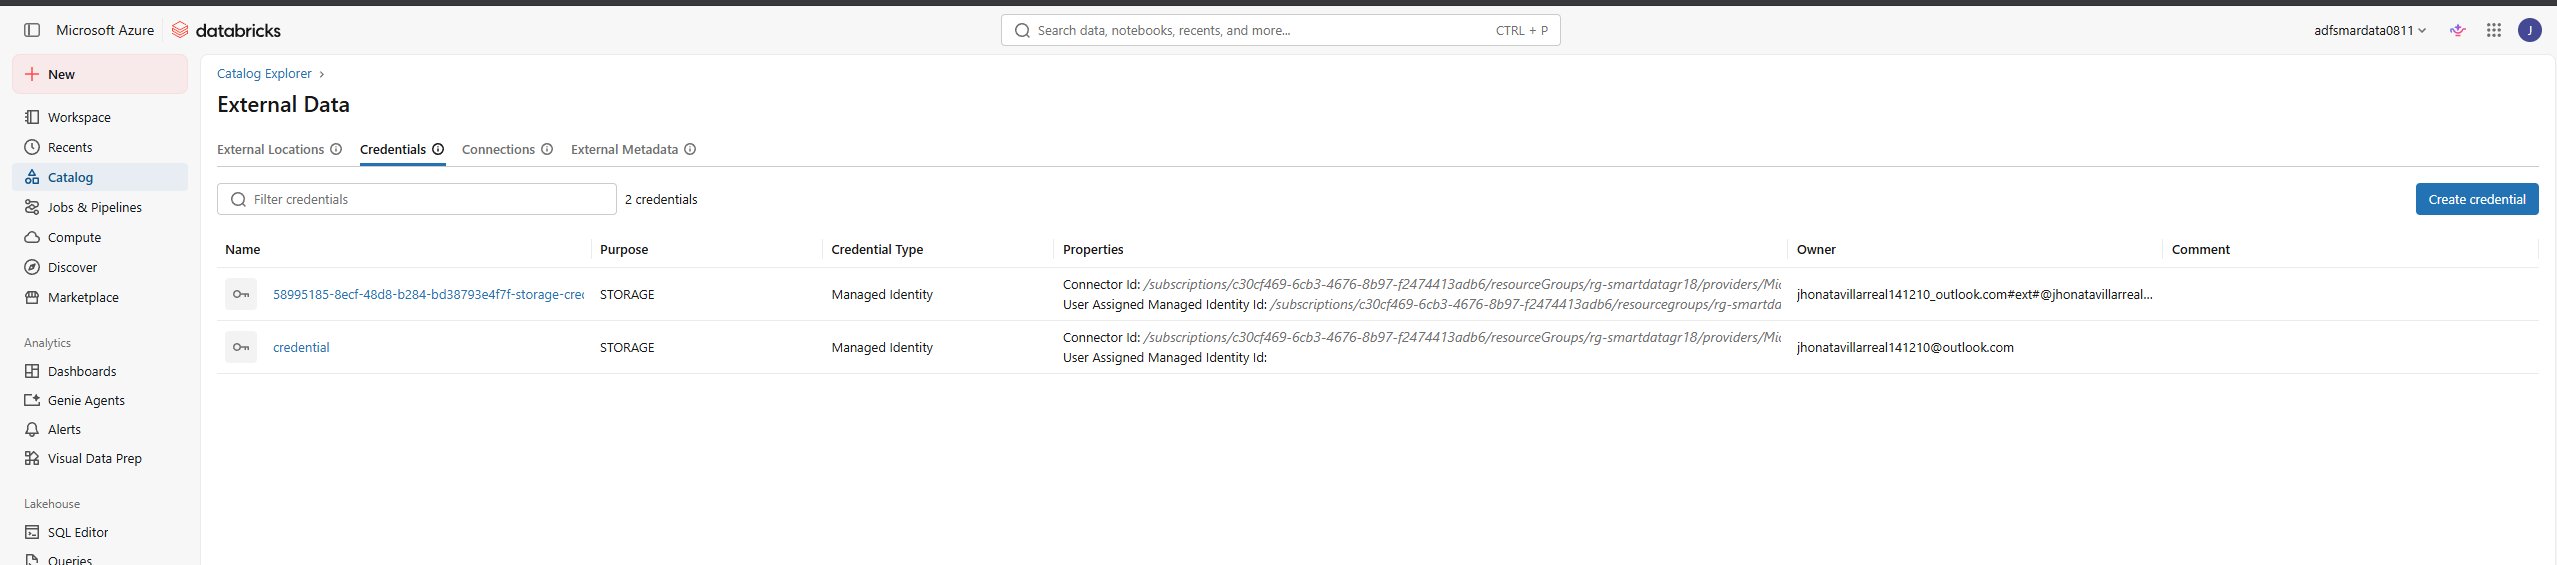 Microsoft Azure databricks Search data, notebooks, recents, and more... CTRL + P adfsmardata0811 J
New
Workspace
Recents
Catalog
Jobs & Pipelines
Compute
Discover
Marketplace
Analytics
Dashboards
Genie Agents
Alerts
Visual Data Prep
Lakehouse
SQL Editor
Queries
Catalog Explorer ›
External Data
External Locations Credentials Connections External Metadata
Filter credentials 2 credentials Create credential
Name Purpose Credential Type Properties Owner Comment
58995185-8ecf-48d8-b284-bd38793e4f7f-storage-crec STORAGE Managed Identity Connector Id: /subscriptions/c30cf469-6cb3-4676-8b97-f2474413adb6/resourceGroups/rg-smartdatagr18/providers/Mic jhonatavillarreal141210_outlook.com#ext#@jhonatavillarreal...
User Assigned Managed Identity Id: /subscriptions/c30cf469-6cb3-4676-8b97-f2474413adb6/resourcegroups/rg-smartda
credential STORAGE Managed Identity Connector Id: /subscriptions/c30cf469-6cb3-4676-8b97-f2474413adb6/resourceGroups/rg-smartdatagr18/providers/Mic jhonatavillarreal141210@outlook.com
User Assigned Managed Identity Id: